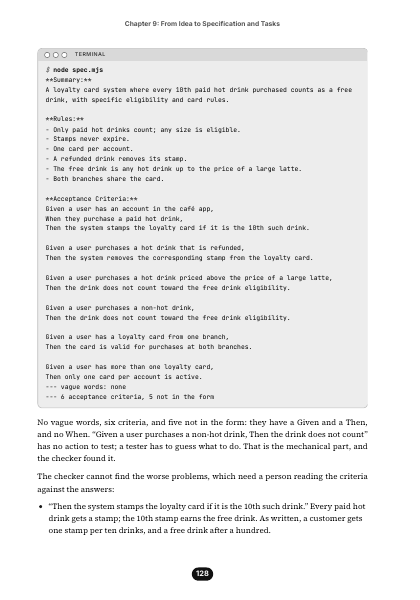 Chapter 9: From Idea to Specification and Tasks
TERMINAL
$ node spec.mjs
**Summary:**
A loyalty card system where every 10th paid hot drink purchased counts as a free
drink, with specific eligibility and card rules.
**Rules:**
- Only paid hot drinks count; any size is eligible.
- Stamps never expire.
- One card per account.
- A refunded drink removes its stamp.
- The free drink is any hot drink up to the price of a large latte.
- Both branches share the card.
**Acceptance Criteria:**
Given a user has an account in the café app,
When they purchase a paid hot drink,
Then the system stamps the loyalty card if it is the 10th such drink.
Given a user purchases a hot drink that is refunded,
Then the system removes the corresponding stamp from the loyalty card.
Given a user purchases a hot drink priced above the price of a large latte,
Then the drink does not count toward the free drink eligibility.
Given a user purchases a non-hot drink,
Then the drink does not count toward the free drink eligibility.
Given a user has a loyalty card from one branch,
Then the card is valid for purchases at both branches.
Given a user has more than one loyalty card,
Then only one card per account is active.
--- vague words: none
--- 6 acceptance criteria, 5 not in the form
No vague words, six criteria, and five not in the form: they have a Given and a Then,
and no When. “Given a user purchases a non-hot drink, Then the drink does not count”
has no action to test; a tester has to guess what to do. That is the mechanical part, and
the checker found it.
The checker cannot find the worse problems, which need a person reading the criteria
against the answers:
• “Then the system stamps the loyalty card if it is the 10th such drink.” Every paid hot
drink gets a stamp; the 10th stamp earns the free drink. As written, a customer gets
one stamp per ten drinks, and a free drink after a hundred.
128